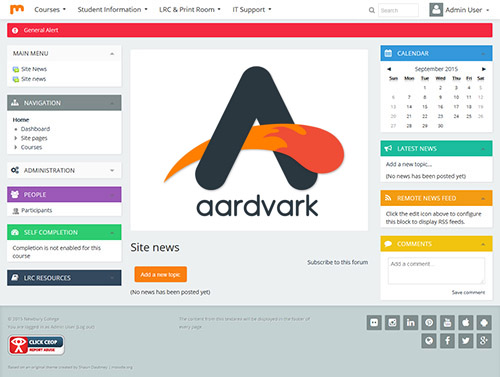 Courses
Student Information
LRC & Print Room
IT Support
Search
Admin User
General Alert
MAIN MENU
Site News
Site news
NAVIGATION
Home
Dashboard
Site pages
Courses
ADMINISTRATION
PEOPLE
Participants
SELF COMPLETION
Completion is not enabled for this
course
LRC RESOURCES
aardvark
Site news
Subscribe to this forum
Add a new topic
(No news has been posted yet)
CALENDAR
September 2015
Sun Mon Tue Wed Thu Fri Sat
1 2 3 4 5
6 7 8 9 10 11 12
13 14 15 16 17 18 19
20 21 22 23 24 25 26
27 28 29 30
LATEST NEWS
Add a new topic...
(No news has been posted yet)
REMOTE NEWS FEED
Click the edit icon above to configure
this block to display RSS feeds.
COMMENTS
Add a comment...
Save comment
© 2015 Newbury College
You are logged in as Admin User (Log out)
CLICK CEOP
REPORT ABUSE
The content from this textarea will be displayed in the footer of
every page.
Based on an original theme created by Shaun Daubney | moodle.org